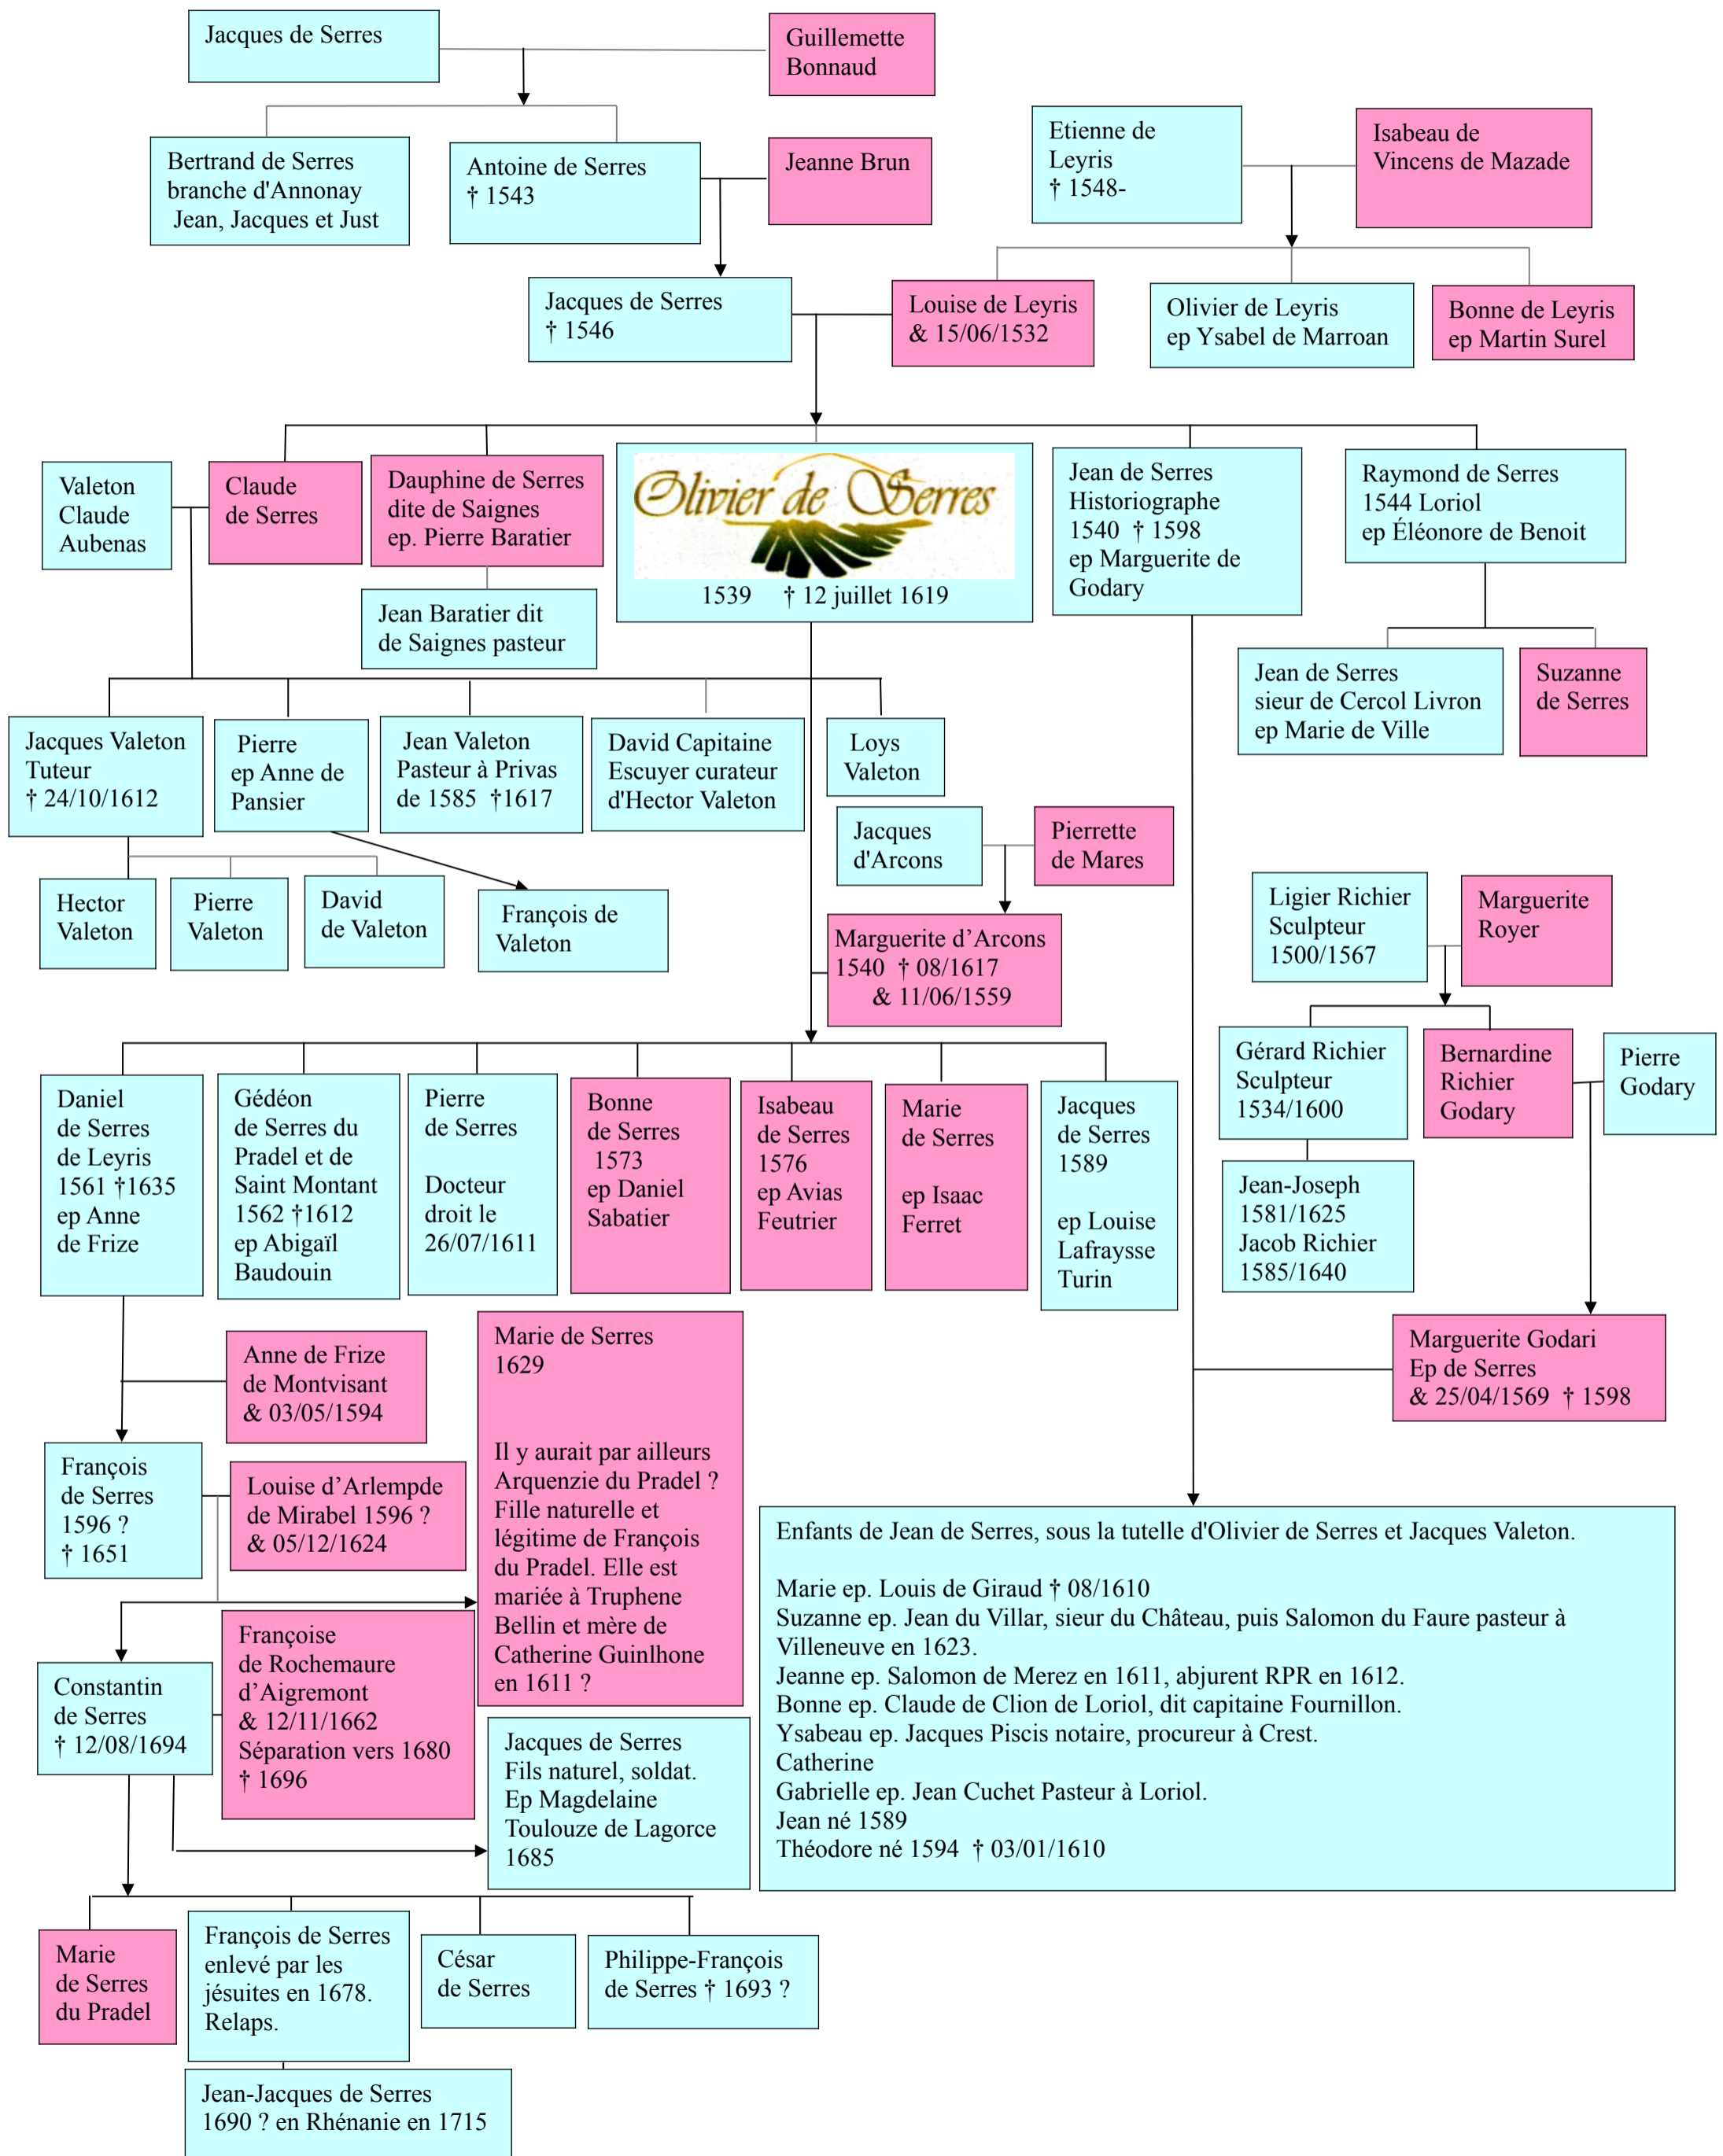 Jacques de Serres
Guillemette
Bonnaud
Bertrand de Serres
branche d'Annonay
Jean, Jacques et Just
Antoine de Serres
† 1543
Jeanne Brun
Etienne de
Leyris
† 1548-
Isabeau de
Vincens de Mazade
Jacques de Serres
† 1546
Louise de Leyris
& 15/06/1532
Olivier de Leyris
ep Ysabel de Marroan
Bonne de Leyris
ep Martin Surel
Valeton
Claude
Aubenas
Claude
de Serres
Dauphine de Serres
dite de Saignes
ep. Pierre Baratier
Olivier de Serres
1539 † 12 juillet 1619
Jean de Serres
Historiographe
1540 † 1598
ep Marguerite de
Godary
Raymond de Serres
1544 Loriol
ep Éléonore de Benoit
Jean Baratier dit
de Saignes pasteur
Jean de Serres
sieur de Cercol Livron
ep Marie de Ville
Suzanne
de Serres
Jacques Valeton
Tuteur
† 24/10/1612
Pierre
ep Anne de
Pansier
Jean Valeton
Pasteur à Privas
de 1585 †1617
David Capitaine
Escuyer curateur
d'Hector Valeton
Loys
Valeton
Jacques
d'Arcons
Pierrette
de Mares
Hector
Valeton
Pierre
Valeton
David
de Valeton
François de
Valeton
Marguerite d’Arcons
1540 † 08/1617
& 11/06/1559
Ligier Richier
Sculpteur
1500/1567
Marguerite
Royer
Gérard Richier
Sculpteur
1534/1600
Bernardine
Richier
Godary
Pierre
Godary
Daniel
de Serres
de Leyris
1561 †1635
ep Anne
de Frize
Gédéon
de Serres du
Pradel et de
Saint Montant
1562 †1612
ep Abigaïl
Baudouin
Pierre
de Serres
Docteur
droit le
26/07/1611
Bonne
de Serres
1573
ep Daniel
Sabatier
Isabeau
de Serres
1576
ep Avias
Feutrier
Marie
de Serres
ep Isaac
Ferret
Jacques
de Serres
1589
ep Louise
Lafraysse
Turin
Jean-Joseph
1581/1625
Jacob Richier
1585/1640
Marguerite Godari
Ep de Serres
& 25/04/1569 † 1598
Anne de Frize
de Montvisant
& 03/05/1594
Marie de Serres
1629
Il y aurait par ailleurs
Arquenzie du Pradel ?
Fille naturelle et
légitime de François
du Pradel. Elle est
mariée à Truphene
Bellin et mère de
Catherine Guinlhone
en 1611 ?
François
de Serres
1596 ?
† 1651
Louise d’Arlempde
de Mirabel 1596 ?
& 05/12/1624
Enfants de Jean de Serres, sous la tutelle d'Olivier de Serres et Jacques Valeton.
Marie ep. Louis de Giraud † 08/1610
Suzanne ep. Jean du Villar, sieur du Château, puis Salomon du Faure pasteur à
Villeneuve en 1623.
Jeanne ep. Salomon de Merez en 1611, abjurent RPR en 1612.
Bonne ep. Claude de Clion de Loriol, dit capitaine Fournillon.
Ysabeau ep. Jacques Piscis notaire, procureur à Crest.
Catherine
Gabrielle ep. Jean Cuchet Pasteur à Loriol.
Jean né 1589
Théodore né 1594 † 03/01/1610
Constantin
de Serres
† 12/08/1694
Françoise
de Rochemaure
d’Aigremont
& 12/11/1662
Séparation vers 1680
† 1696
Jacques de Serres
Fils naturel, soldat.
Ep Magdelaine
Toulouze de Lagorce
1685
Marie
de Serres
du Pradel
François de Serres
enlevé par les
jésuites en 1678.
Relaps.
César
de Serres
Philippe-François
de Serres † 1693 ?
Jean-Jacques de Serres
1690 ? en Rhénanie en 1715